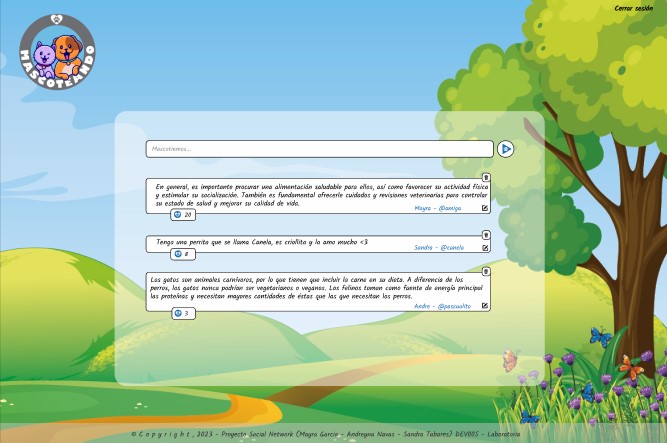 Cerrar sesión
MASCOTEANDO
Mascoteemos...
En general, es importante procurar una alimentación saludable para ellos, así como favorecer su actividad física
y estimular su socialización. También es fundamental ofrecerle cuidados y revisiones veterinarias para controlar
su estado de salud y mejorar su calidad de vida.
Mayra - @amiga
20
Tengo una perrita que se llama Canela, es criollita y la amo mucho <3
Sandra - @canela
8
Los gatos son animales carnívoros, por lo que tienen que incluir la carne en su dieta. A diferencia de los
perros, los gatos nunca podrían ser vegetarianos o veganos. Los felinos toman como fuente de energía principal
las proteínas y necesitan mayores cantidades de éstas que las que necesitan los perros.
Andre - @pascualito
3
© Copyright, 2023 - Proyecto Social Network (Mayra García - Andreyna Navas - Sandra Tabares) DEV005 - Laboratoria